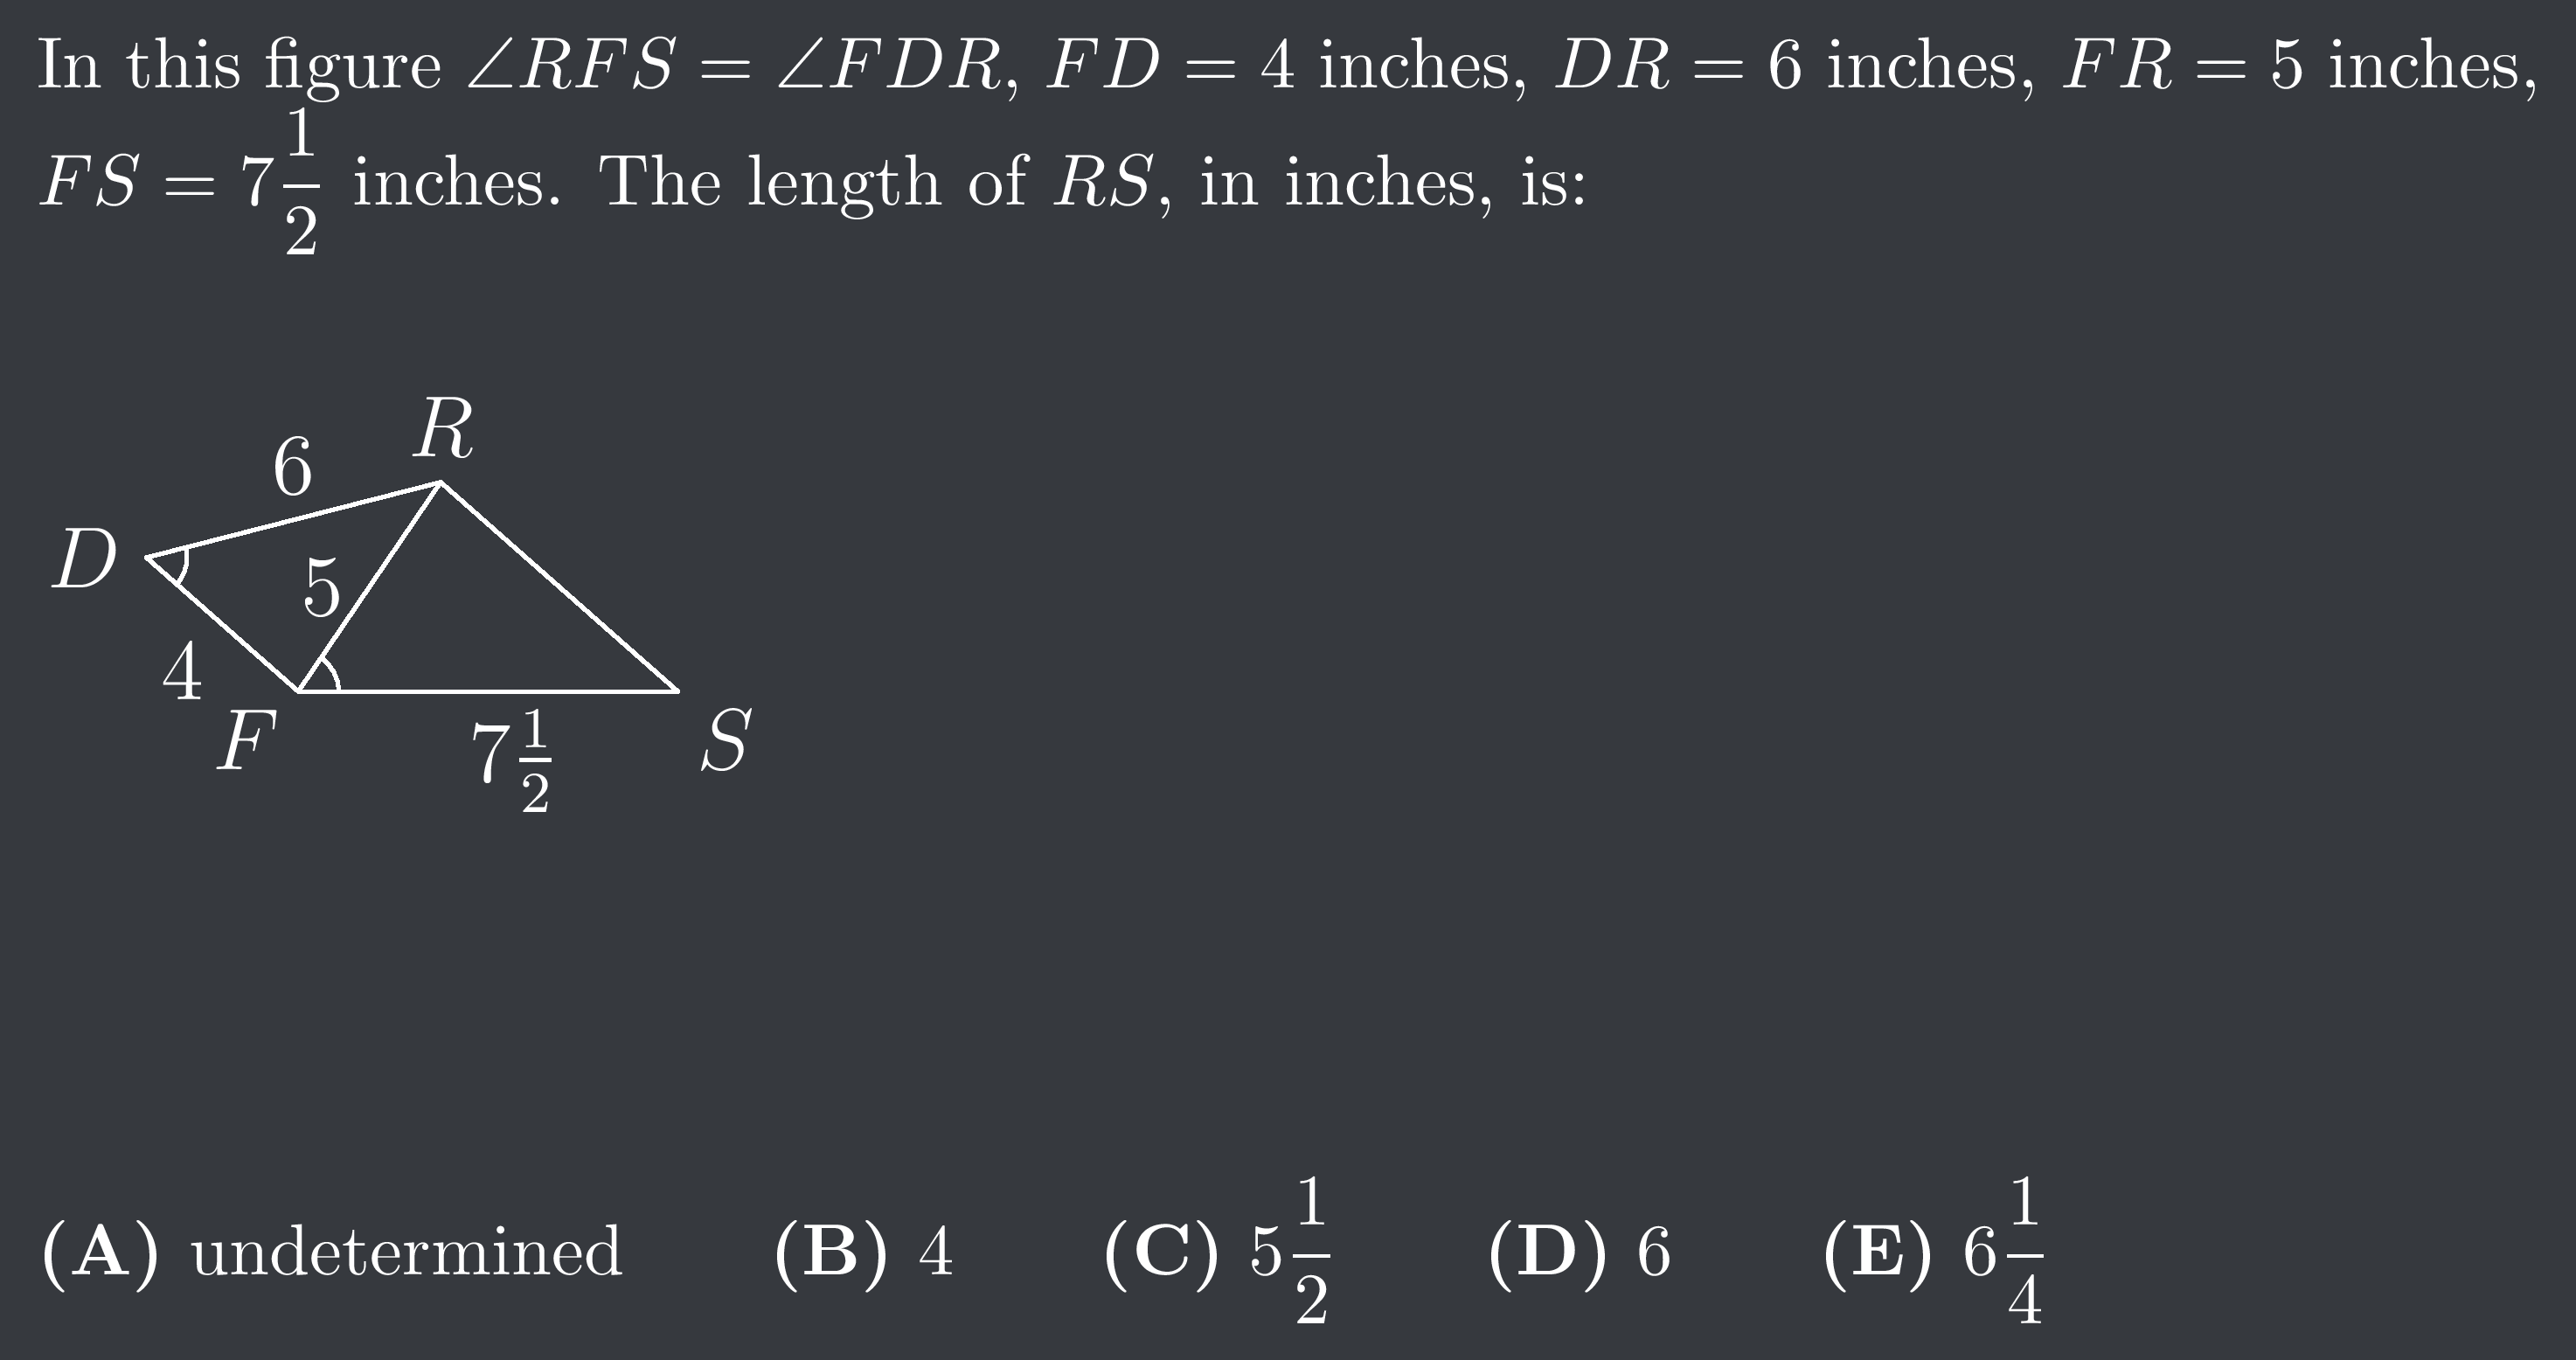 In this figure ∠RFS = ∠FDR, FD = 4 inches, DR = 6 inches, FR = 5 inches,
FS = 7 1/2 inches. The length of RS, in inches, is:
R
6
D
5
4
F
7 1/2
S
(A) undetermined (B) 4 (C) 5 1/2 (D) 6 (E) 6 1/4